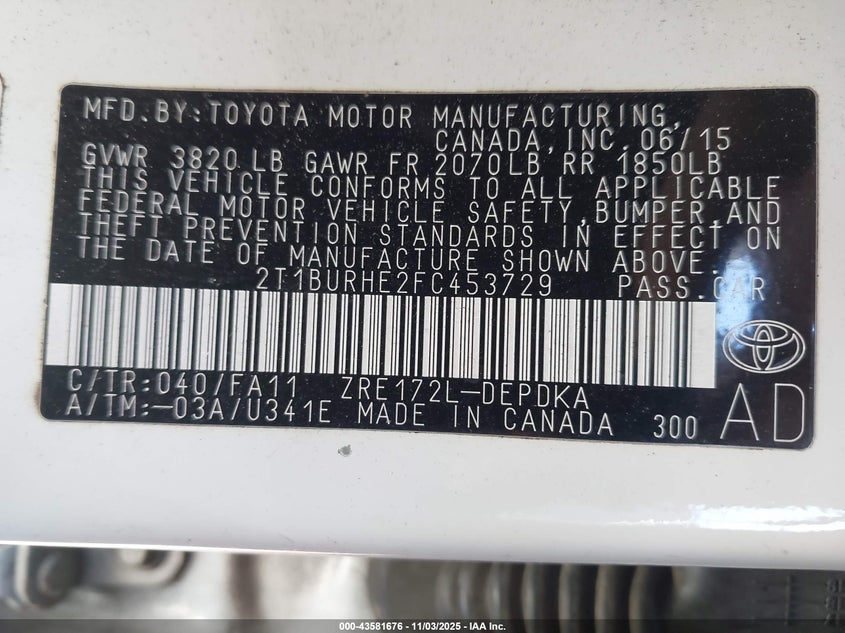 MFD.BY:TOYOTA MOTOR MANUFACTURING,
CANADA,INC.06/15
GVWR 3820 LB GAWR FR 2070LB RR 1850LB
THIS VEHICLE CONFORMS TO ALL APPLICABLE
FEDERAL MOTOR VEHICLE SAFETY,BUMPER,AND
THEFT PREVENTION STANDARDS IN EFFECT ON
THE DATE OF MANUFACTURE SHOWN ABOVE.
2T1BURHE2FC453729 PASS.CAR
C/TR:040/FA11 ZRE172L-DEPDKA
A/TM:-03A/U341E MADE IN CANADA 300 AD
000-43581676 | 11/03/2025 - IAA Inc.